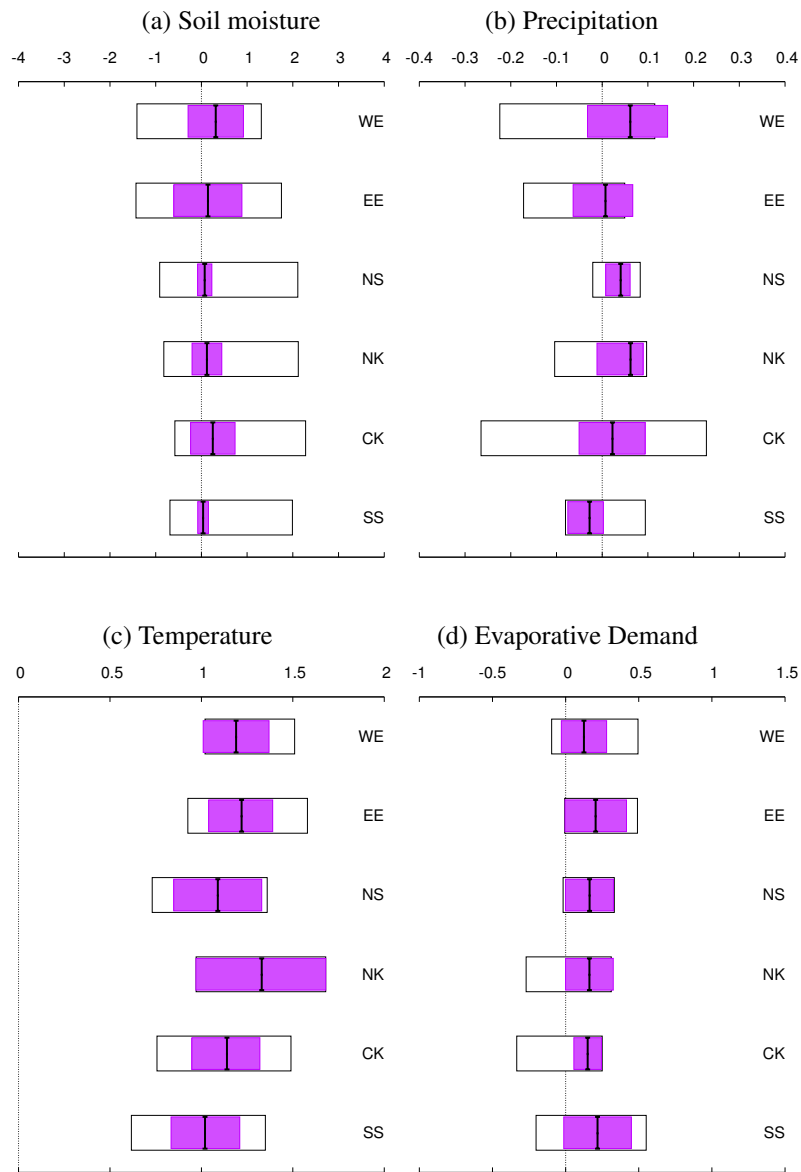 (a) Soil moisture
-4 -3 -2 -1 0 1 2 3 4
WE
EE
NS
NK
CK
SS
(b) Precipitation
-0.4 -0.3 -0.2 -0.1 0 0.1 0.2 0.3 0.4
WE
EE
NS
NK
CK
SS
(c) Temperature
0 0.5 1 1.5 2
WE
EE
NS
NK
CK
SS
(d) Evaporative Demand
-1 -0.5 0 0.5 1 1.5
WE
EE
NS
NK
CK
SS